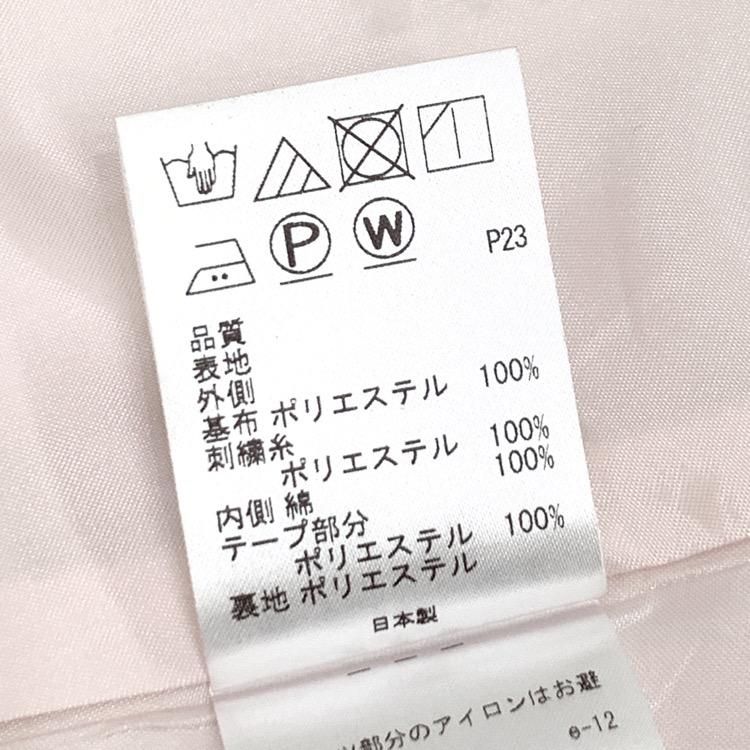 P
W
P23
品質
表地
外側
基布 ポリエステル 100%
刺繍糸
ポリエステル 100%
内側 綿 100%
テープ部分
ポリエステル 100%
裏地 ポリエステル
日本製
部分のアイロンはお避
e-12